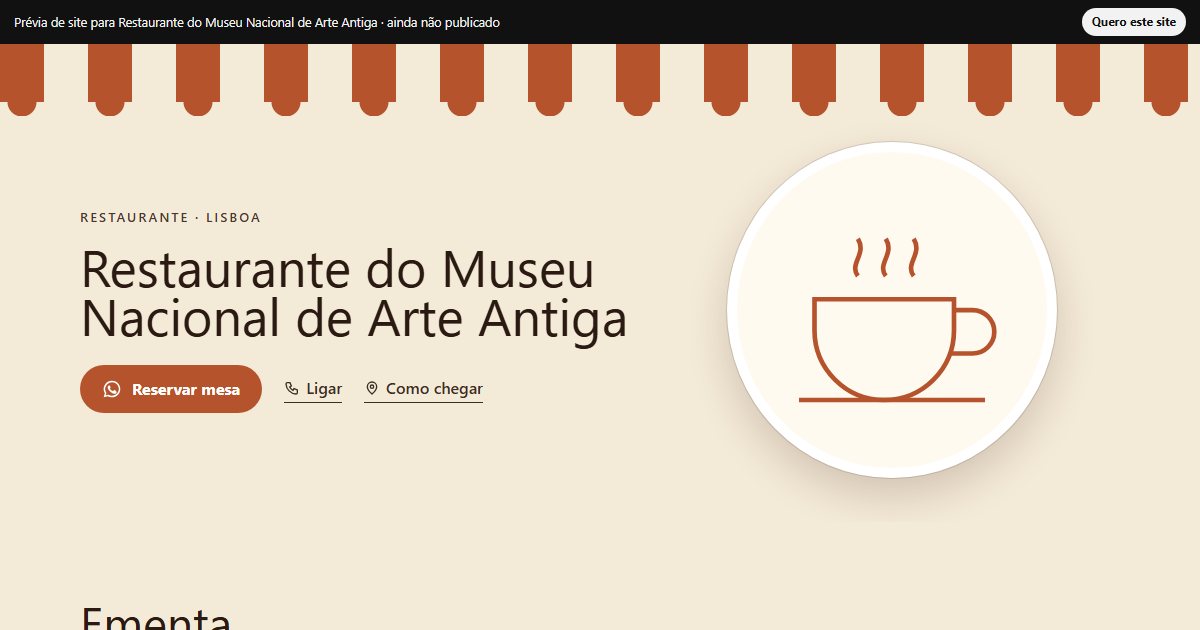 Prévia de site para Restaurante do Museu Nacional de Arte Antiga · ainda não publicado
Quero este site
RESTAURANTE · LISBOA
Restaurante do Museu
Nacional de Arte Antiga
Reservar mesa
Ligar
Como chegar
Ementa